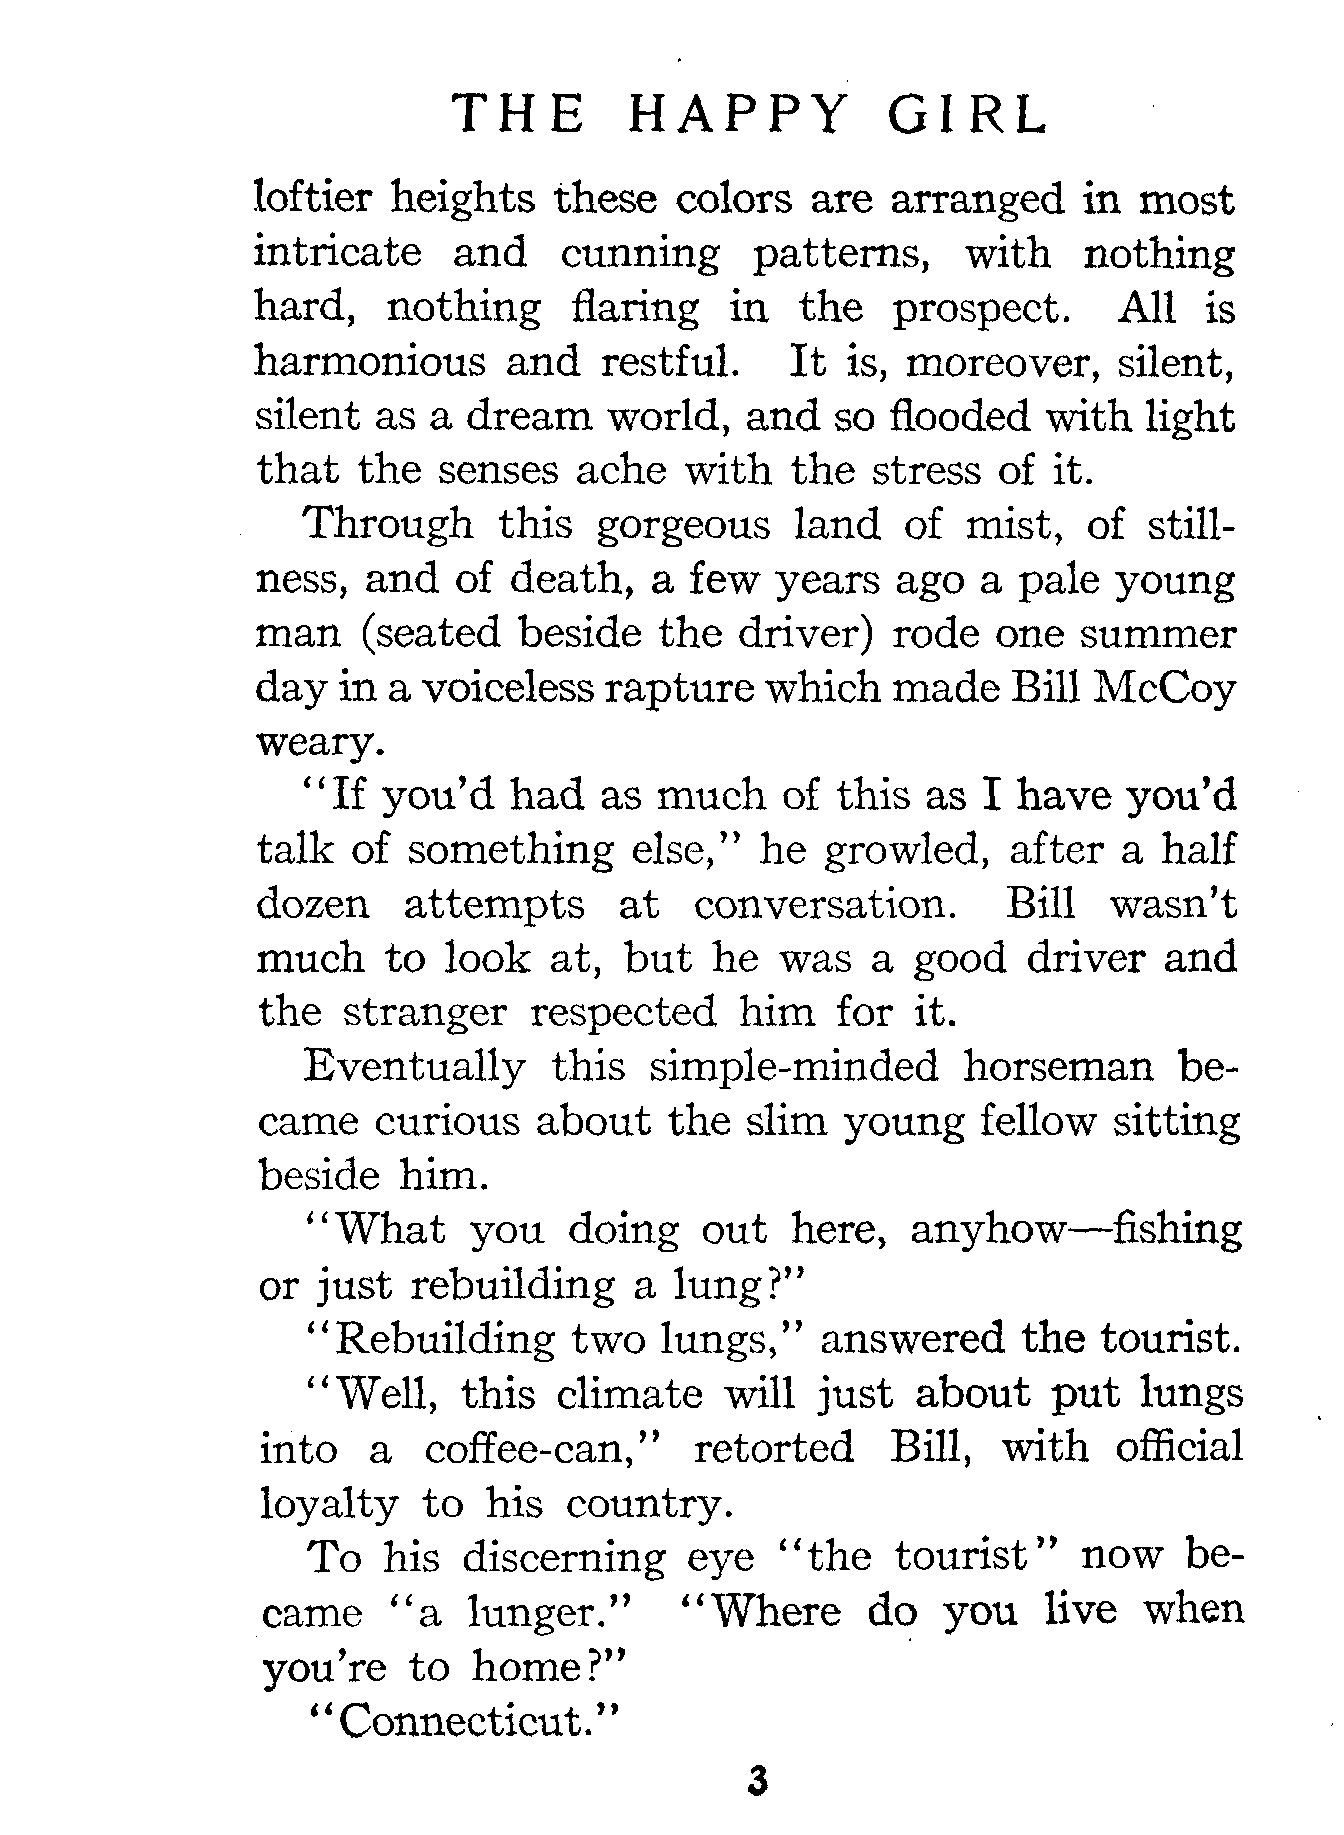 THE HAPPY GIRL
loftier heights these colors are arranged in most
intricate and cunning patterns, with nothing
hard, nothing flaring in the prospect. All is
harmonious and restful. It is, moreover, silent,
silent as a dream world, and so flooded with light
that the senses ache with the stress of it.
Through this gorgeous land of mist, of still-
ness, and of death, a few years ago a pale young
man (seated beside the driver) rode one summer
day in a voiceless rapture which made Bill McCoy
weary.
“If you’d had as much of this as I have you’d
talk of something else,” he growled, after a half
dozen attempts at conversation. Bill wasn’t
much to look at, but he was a good driver and
the stranger respected him for it.
Eventually this simple-minded horseman be-
came curious about the slim young fellow sitting
beside him.
“What you doing out here, anyhow—fishing
or just rebuilding a lung?”
“Rebuilding two lungs,” answered the tourist.
“Well, this climate will just about put lungs
into a coffee-can,” retorted Bill, with official
loyalty to his country.
To his discerning eye “the tourist” now be-
came “a lunger.” “Where do you live when
you’re to home?”
“Connecticut.”
3